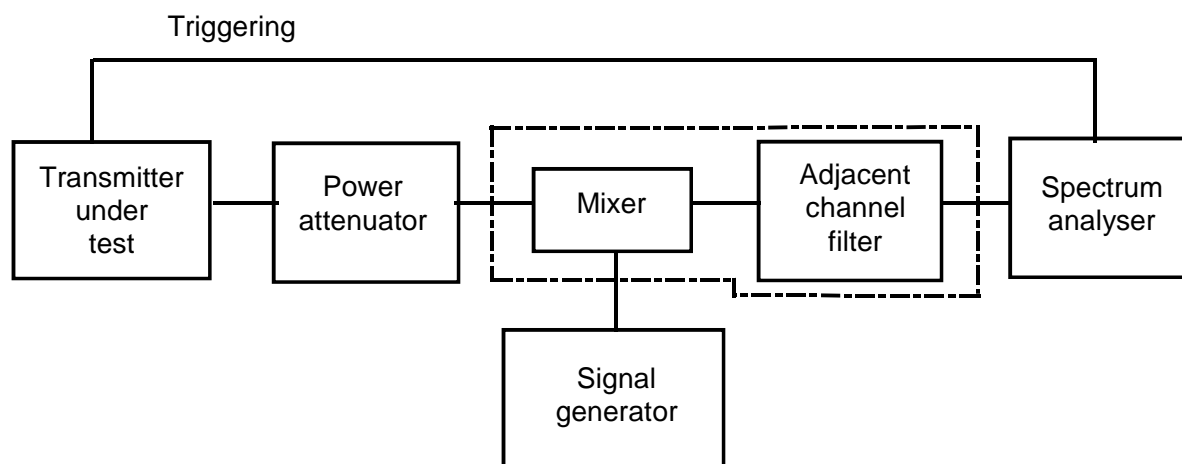 Triggering
Transmitter
under
test
Power
attenuator
Mixer
Adjacent
channel
filter
Spectrum
analyser
Signal
generator